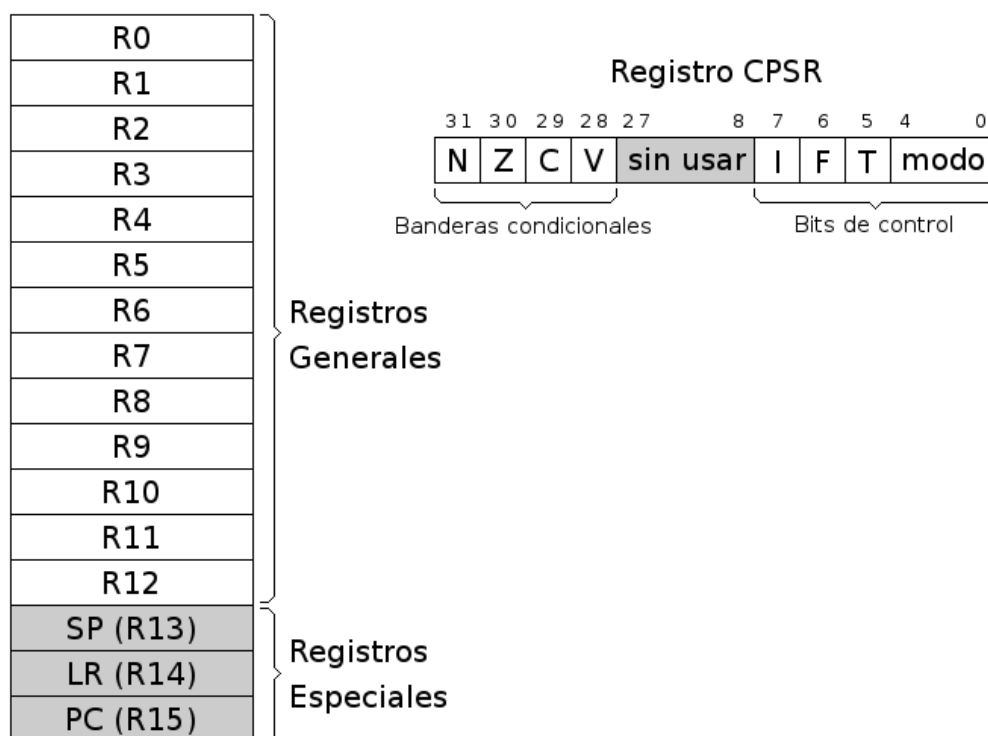 R0
R1
R2
R3
R4
R5
R6
R7
R8
R9
R10
R11
R12
SP (R13)
LR (R14)
PC (R15)
Registros
Generales
Registros
Especiales
Registro CPSR
31 30 29 28 27 8 7 6 5 4 0
N Z C V sin usar I F T modo
Banderas condicionales Bits de control